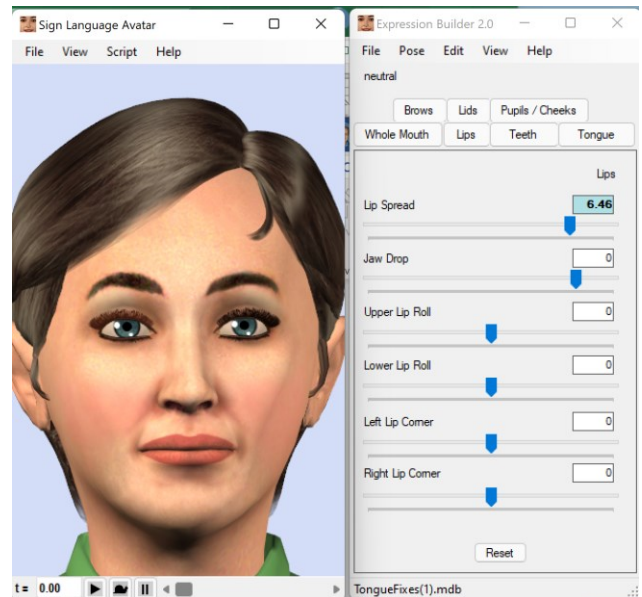 Sign Language Avatar
File View Script Help
t = 0.00
Expression Builder 2.0
File Pose Edit View Help
neutral
Brows Lids Pupils / Cheeks
Whole Mouth Lips Teeth Tongue
Lips
Lip Spread 6.46
Jaw Drop 0
Upper Lip Roll 0
Lower Lip Roll 0
Left Lip Corner 0
Right Lip Corner 0
Reset
TongueFixes(1).mdb